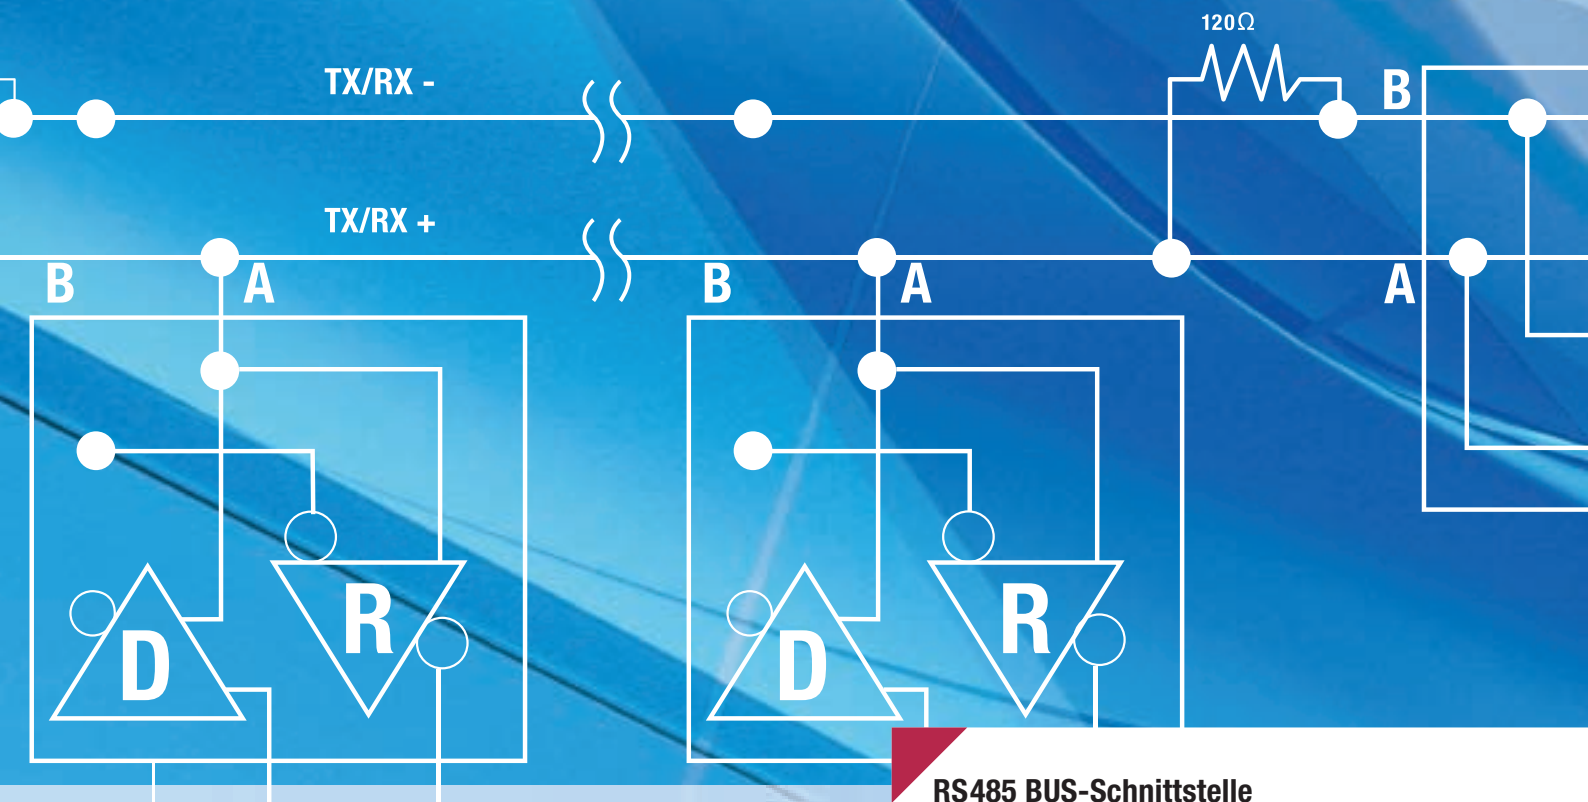 120Ω
TX/RX -
B
TX/RX +
B A B A A
D R D R
RS485 BUS-Schnittstelle